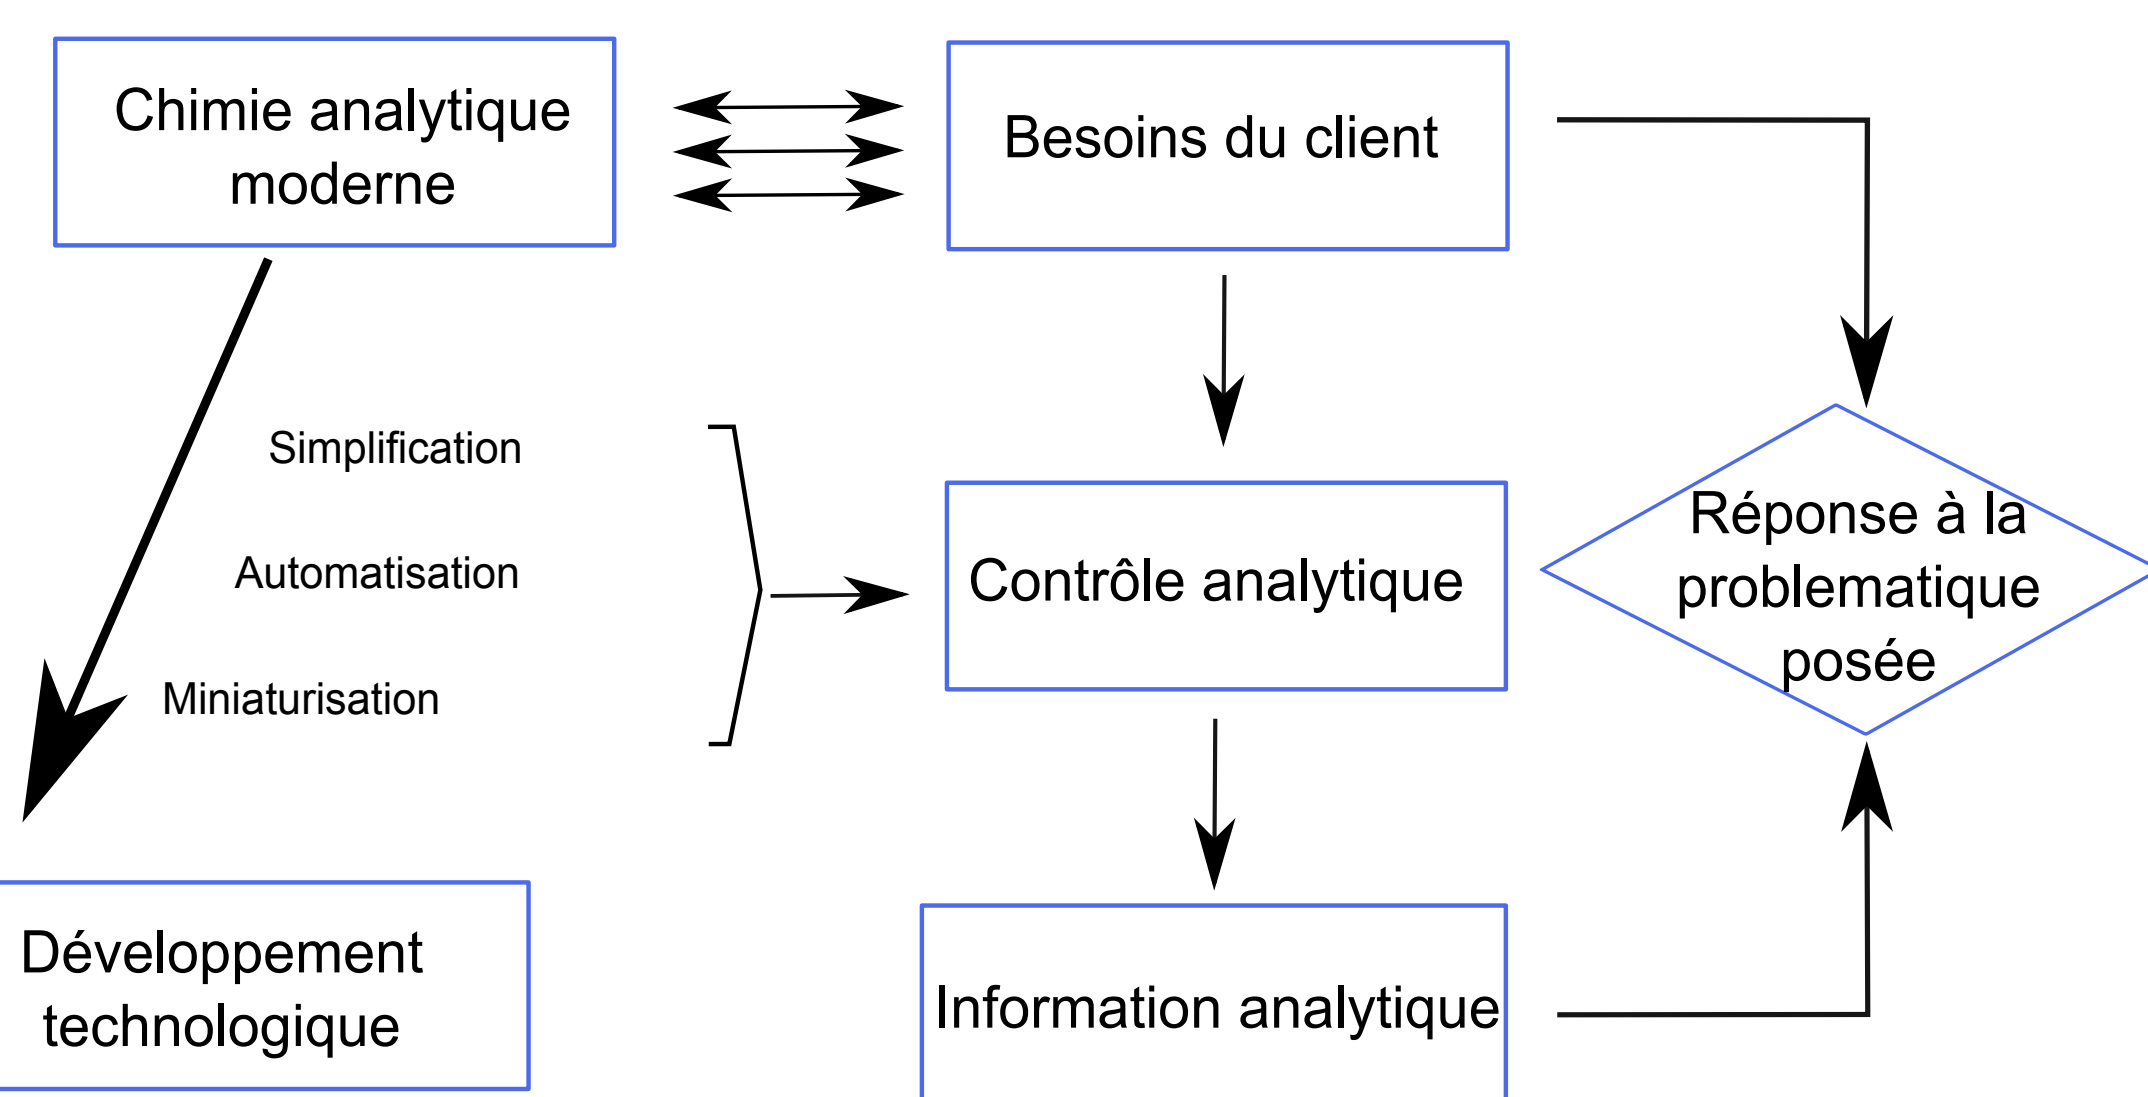 Chimie analytique
moderne
Besoins du client
Simplification
Automatisation
Miniaturisation
Contrôle analytique
Réponse à la
problematique
posée
Développement
technologique
Information analytique